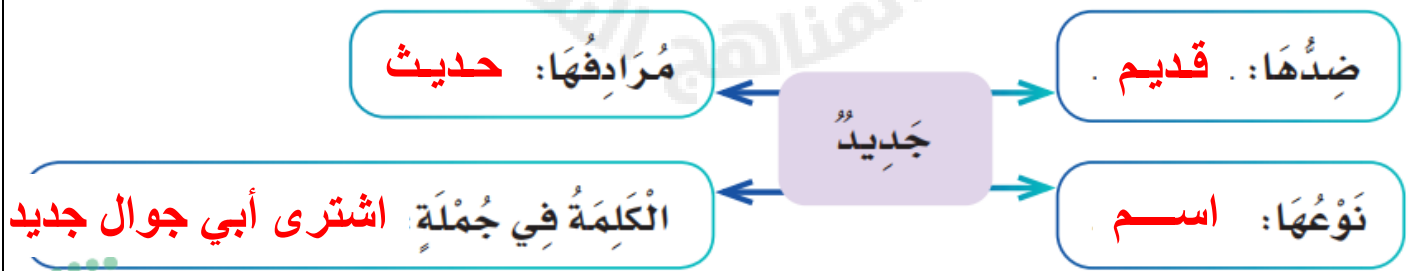 ضِدُّهَا: . قديم .
مُرَادِفُهَا: حديث
جَدِيدٌ
نَوْعُهَا: اســم
الْكَلِمَةُ فِي جُمْلَةٍ: اشترى أبي جوال جديد